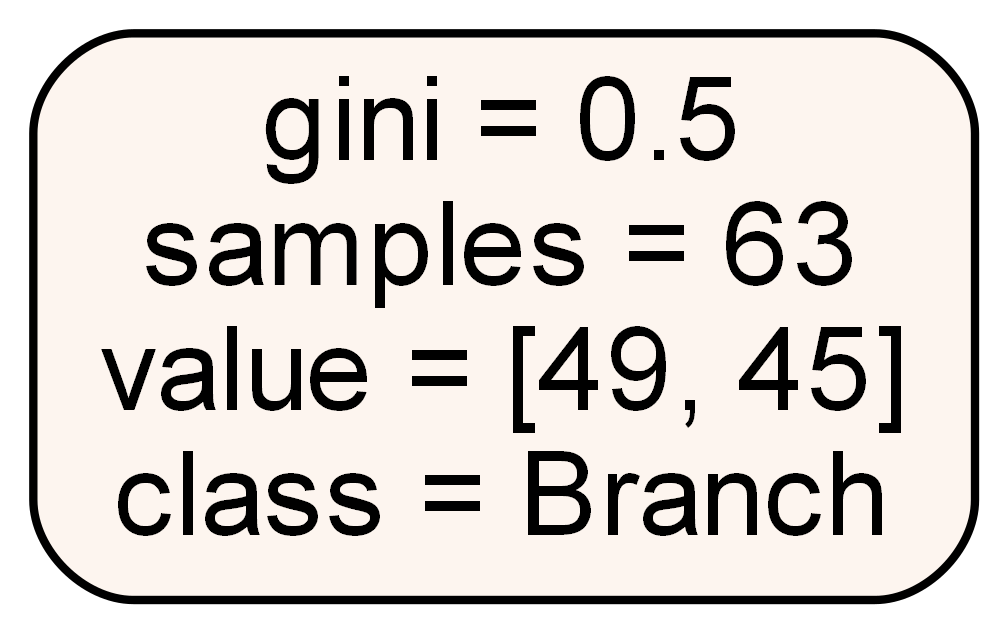 gini = 0.5
samples = 63
value = [49, 45]
class = Branch